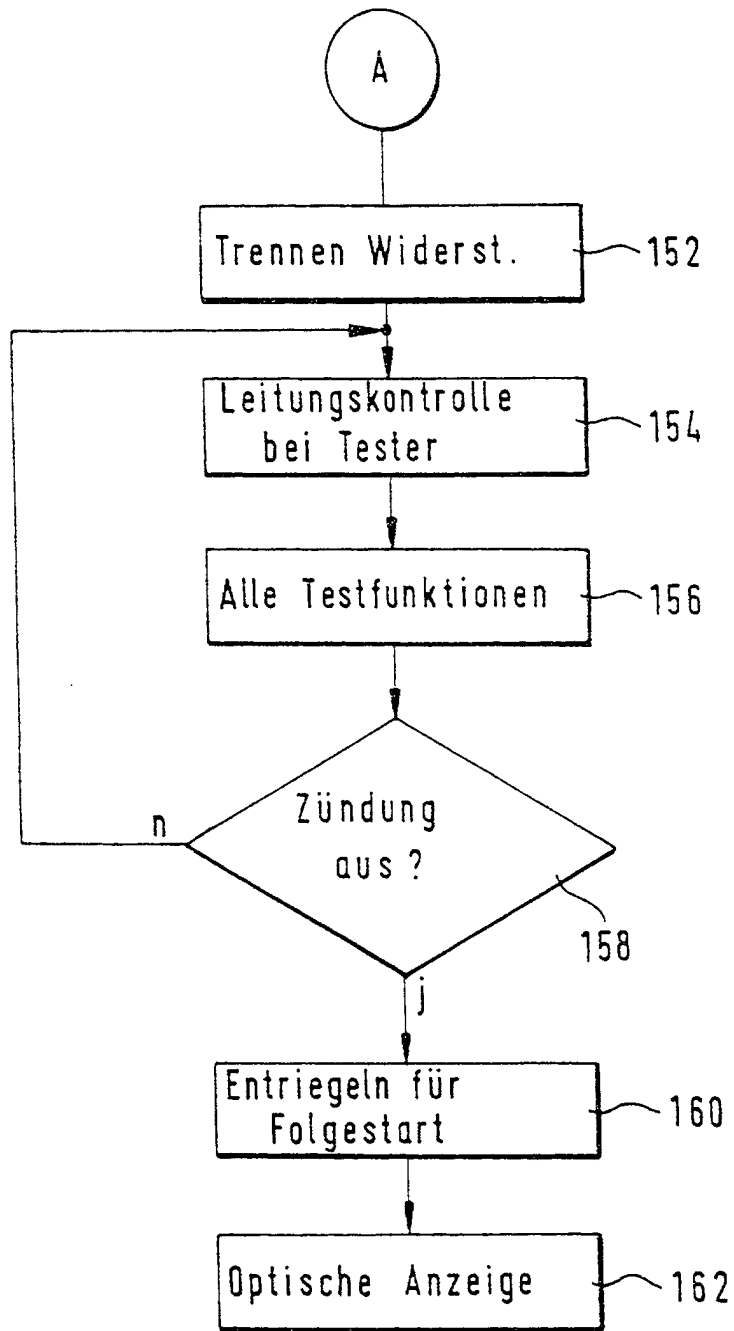 A
Trennen Widerst.
152
Leitungskontrolle
bei Tester
154
Alle Testfunktionen
156
Zündung
aus?
n
158
j
Entriegeln für
Folgestart
160
Optische Anzeige
162